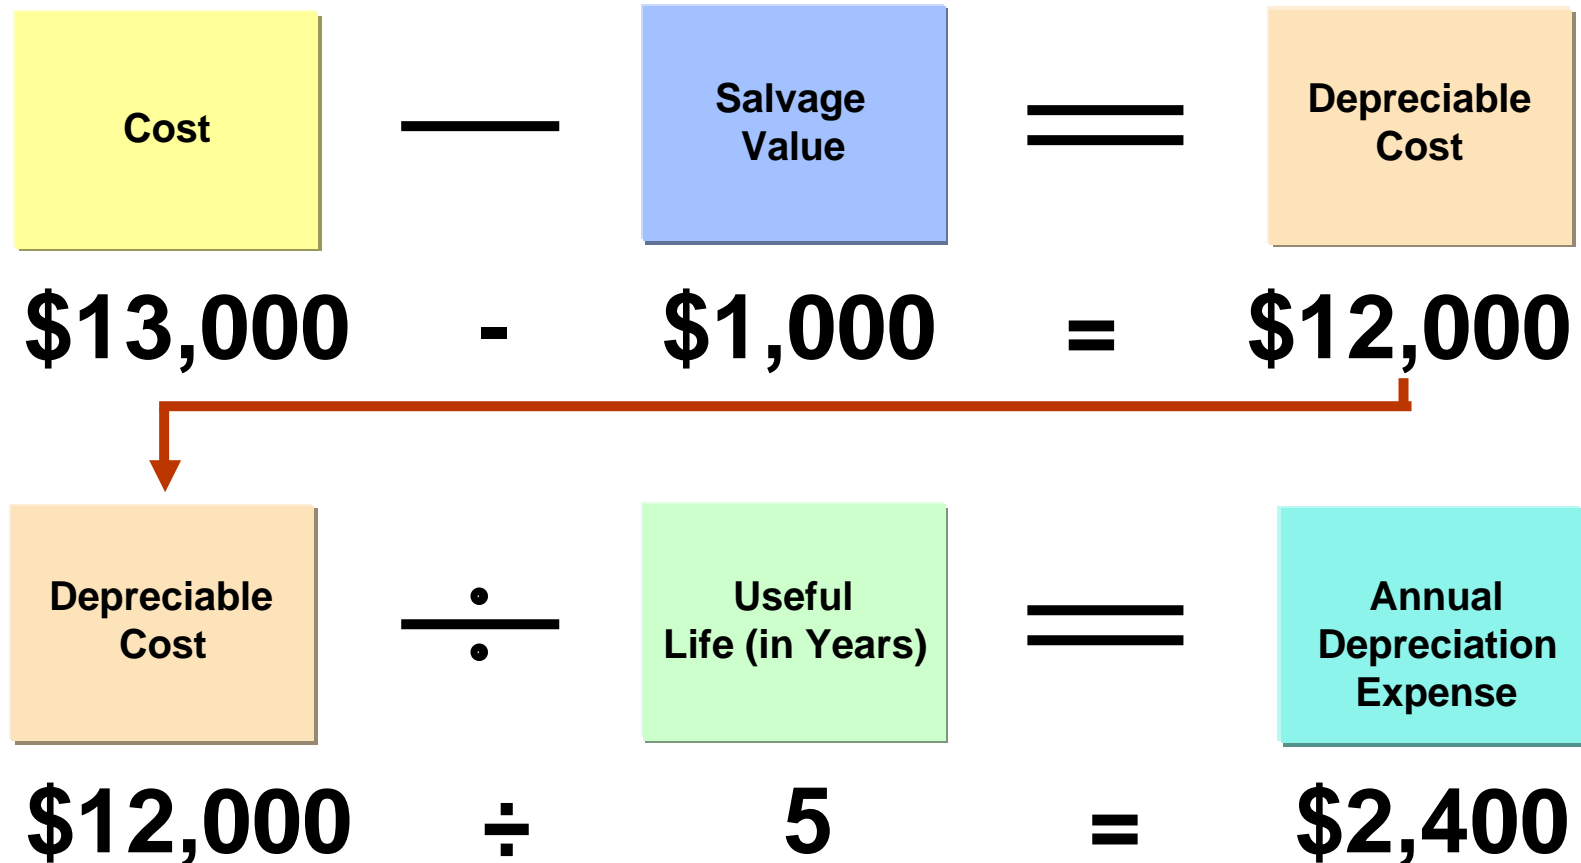 Cost
Salvage
Value
Depreciable
Cost
$13,000 - $1,000 = $12,000
Depreciable
Cost
Useful
Life (in Years)
Annual
Depreciation
Expense
$12,000 ÷ 5 = $2,400